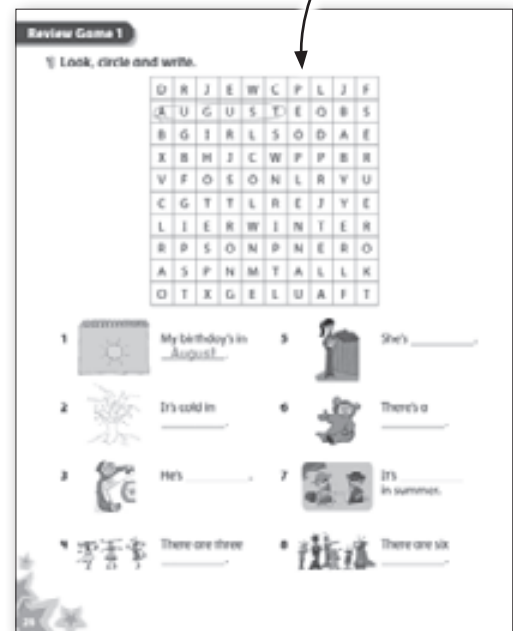 Review Game 1
1 Look, circle and write.
D R J E W C P L J F
A U G U S T E O B S
B G I R L S O D A E
X B H J C W P P B R
V F O S O N L R Y U
C G T T L R E J Y E
L I E R W I N T E R
R P S O N P N E R O
A S P N M T A L L K
O T X G E L U A F T
1 My birthday's in
August.
2 It's cold in
3 He's
4 There are three
5 She's
6 There's a
7 It's
in summer.
8 There are six
26